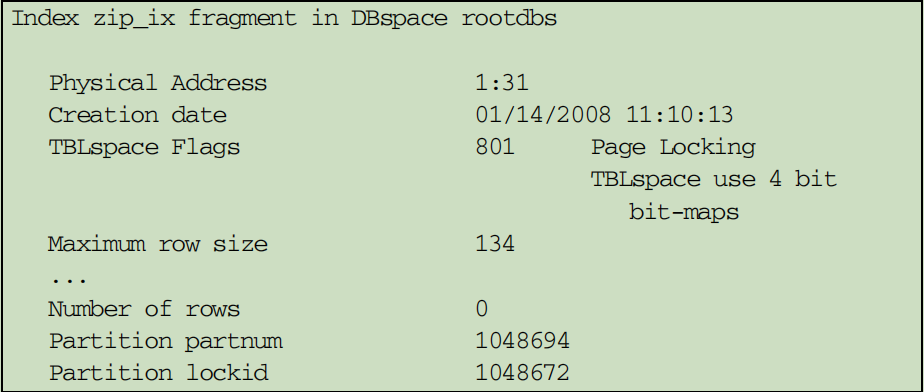 Index zip_ix fragment in DBspace rootdbs
Physical Address 1:31
Creation date 01/14/2008 11:10:13
TBLspace Flags 801 Page Locking
TBLspace use 4 bit
bit-maps
Maximum row size 134
...
Number of rows 0
Partition partnum 1048694
Partition lockid 1048672